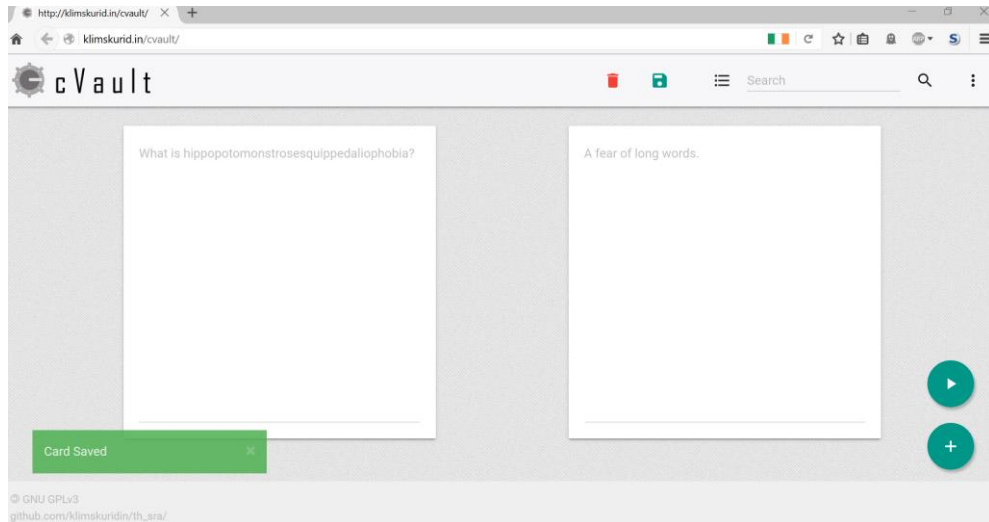 http://klimskurid.in/cvault/
klimskurid.in/cvault/
cVault
Search
What is hippopotomonstrosesquippedaliophobia?
A fear of long words.
Card Saved
GNU GPLv3
github.com/klimskuridin/th_sra/